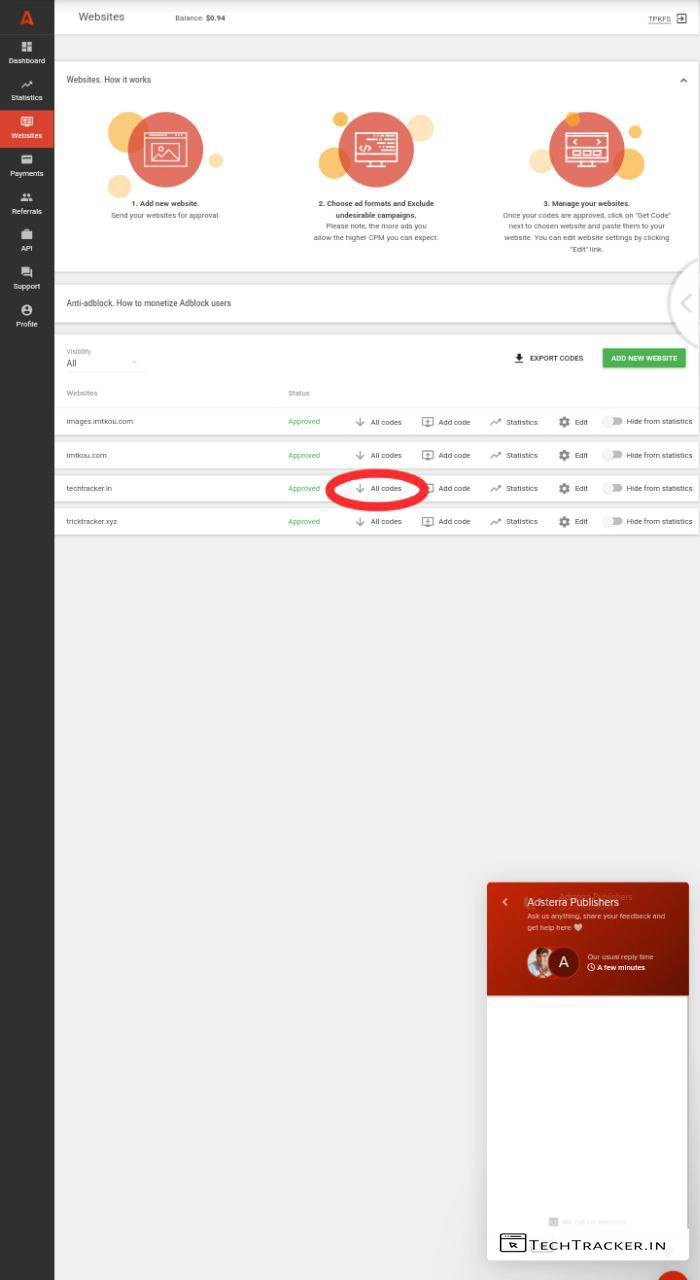 Websites
Balance: $0.94
TPKFS
Dashboard
Statistics
Websites
Payments
Referrals
API
Support
Profile
Websites. How it works
1. Add new website.
Send your websites for approval.
2. Choose ad formats and Exclude
undesirable campaigns.
Please note, the more ads you
allow the higher CPM you can expect.
3. Manage your websites.
Once your codes are approved, click on "Get Code"
next to chosen website and paste them to your
website. You can edit website settings by clicking
"Edit" link.
Anti-adblock. How to monetize Adblock users
Visibility
All
EXPORT CODES
ADD NEW WEBSITE
Websites Status
images.imtkou.com Approved All codes Add code Statistics Edit Hide from statistics
imtkou.com Approved All codes Add code Statistics Edit Hide from statistics
techtracker.in Approved All codes Add code Statistics Edit Hide from statistics
tricktracker.xyz Approved All codes Add code Statistics Edit Hide from statistics
Adsterra Publishers
Adsterra Publishers
Ask us anything, share your feedback and
get help here
A
Our usual reply time
A few minutes
TECHTRACKER.IN